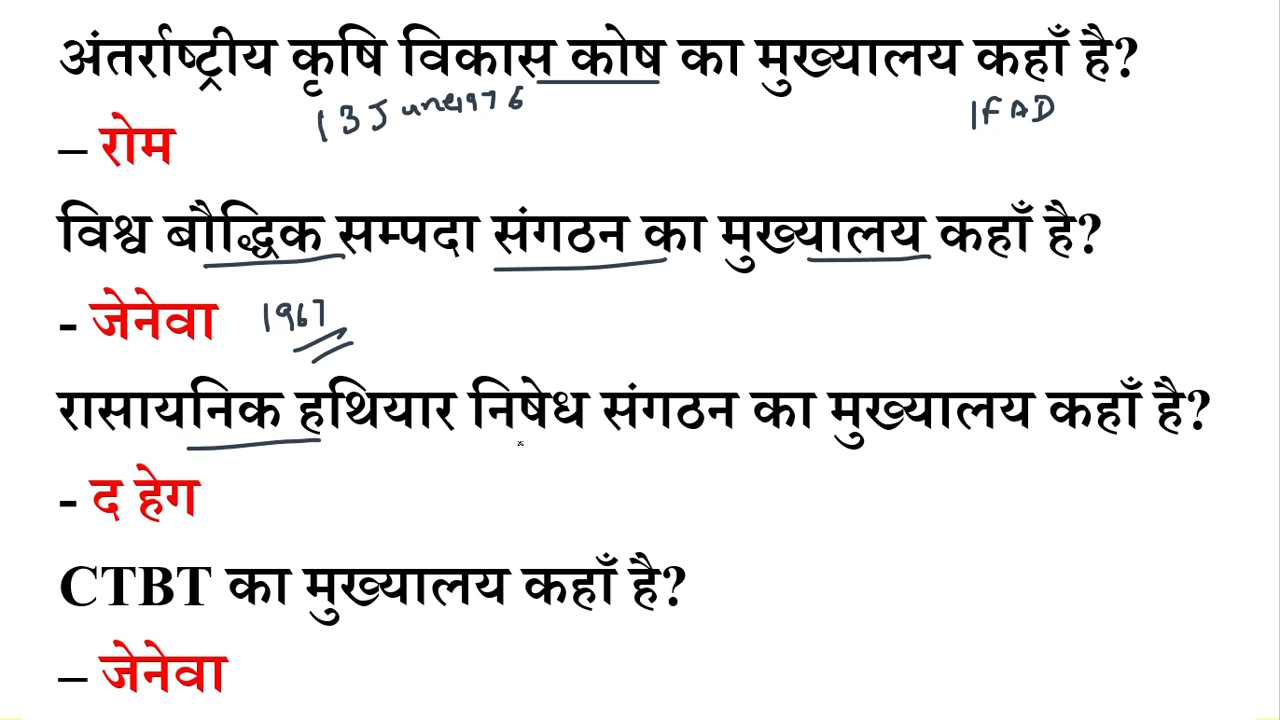 अंतर्राष्ट्रीय कृषि विकास कोष का मुख्यालय कहाँ है?
13 June 1976 IFAD
– रोम
विश्व बौद्धिक सम्पदा संगठन का मुख्यालय कहाँ है?
- जेनेवा 1967
रासायनिक हथियार निषेध संगठन का मुख्यालय कहाँ है?
- द हेग
CTBT का मुख्यालय कहाँ है?
– जेनेवा